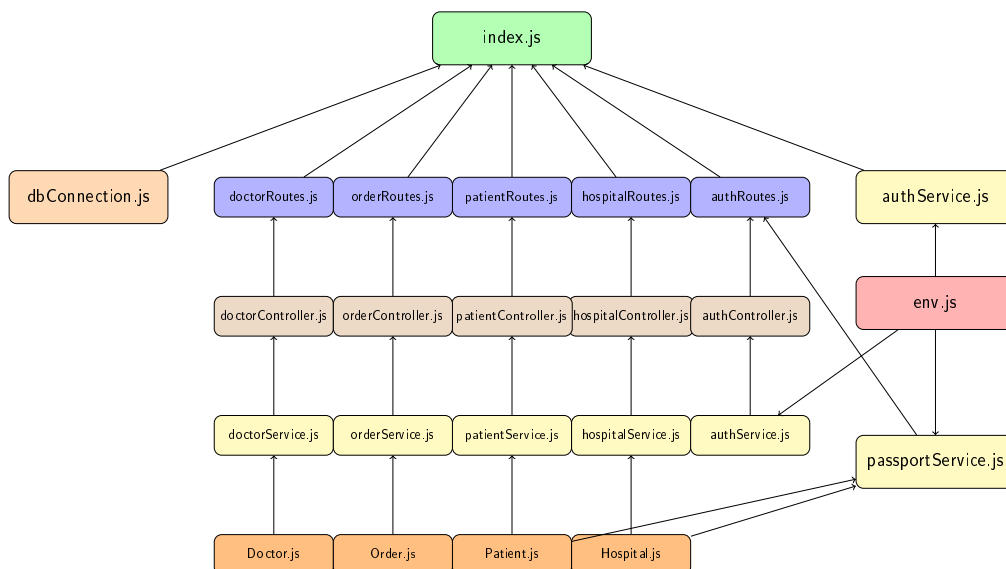 index.js
dbConnection.js
doctorRoutes.js
orderRoutes.js
patientRoutes.js
hospitalRoutes.js
authRoutes.js
authService.js
env.js
doctorController.js
orderController.js
patientController.js
hospitalController.js
authController.js
doctorService.js
orderService.js
patientService.js
hospitalService.js
authService.js
passportService.js
Doctor.js
Order.js
Patient.js
Hospital.js